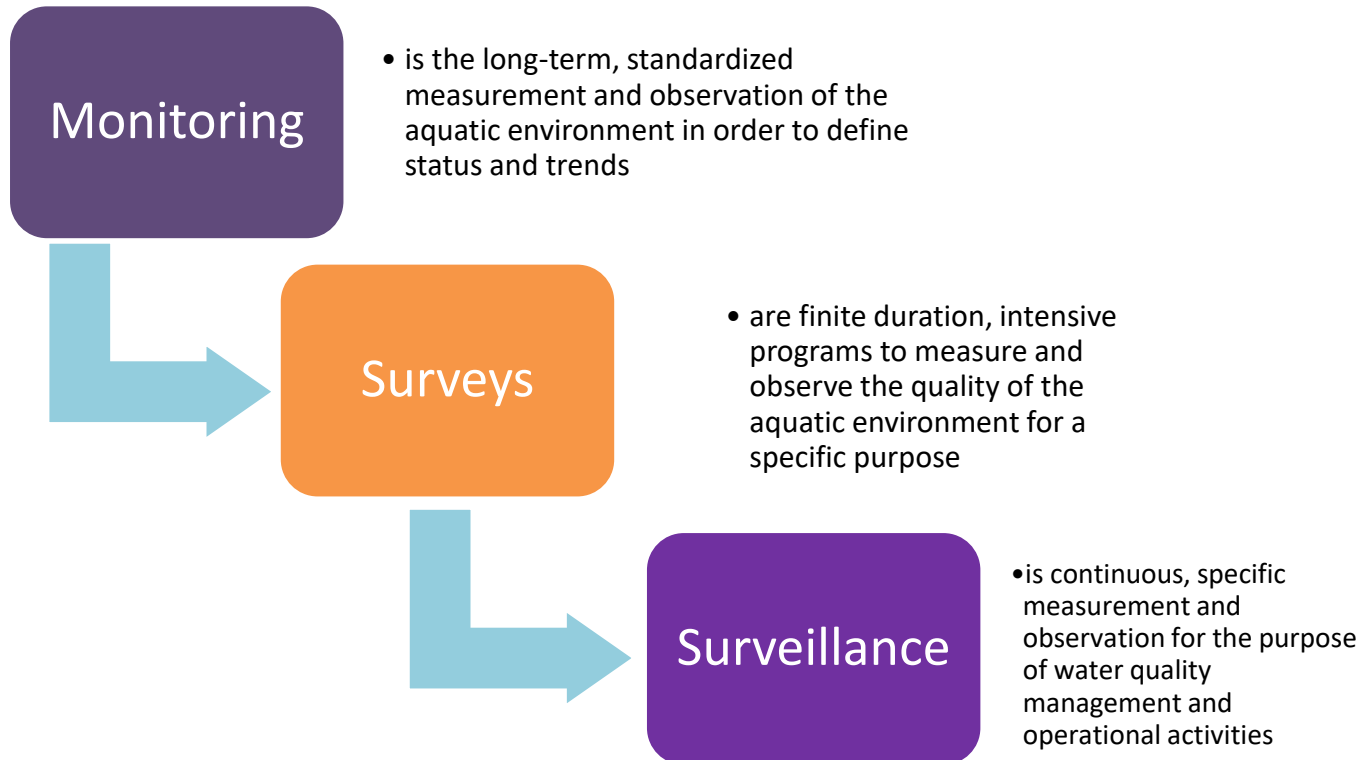 Monitoring
• is the long-term, standardized
measurement and observation of the
aquatic environment in order to define
status and trends
Surveys
• are finite duration, intensive
programs to measure and
observe the quality of the
aquatic environment for a
specific purpose
Surveillance
•is continuous, specific
measurement and
observation for the purpose
of water quality
management and
operational activities